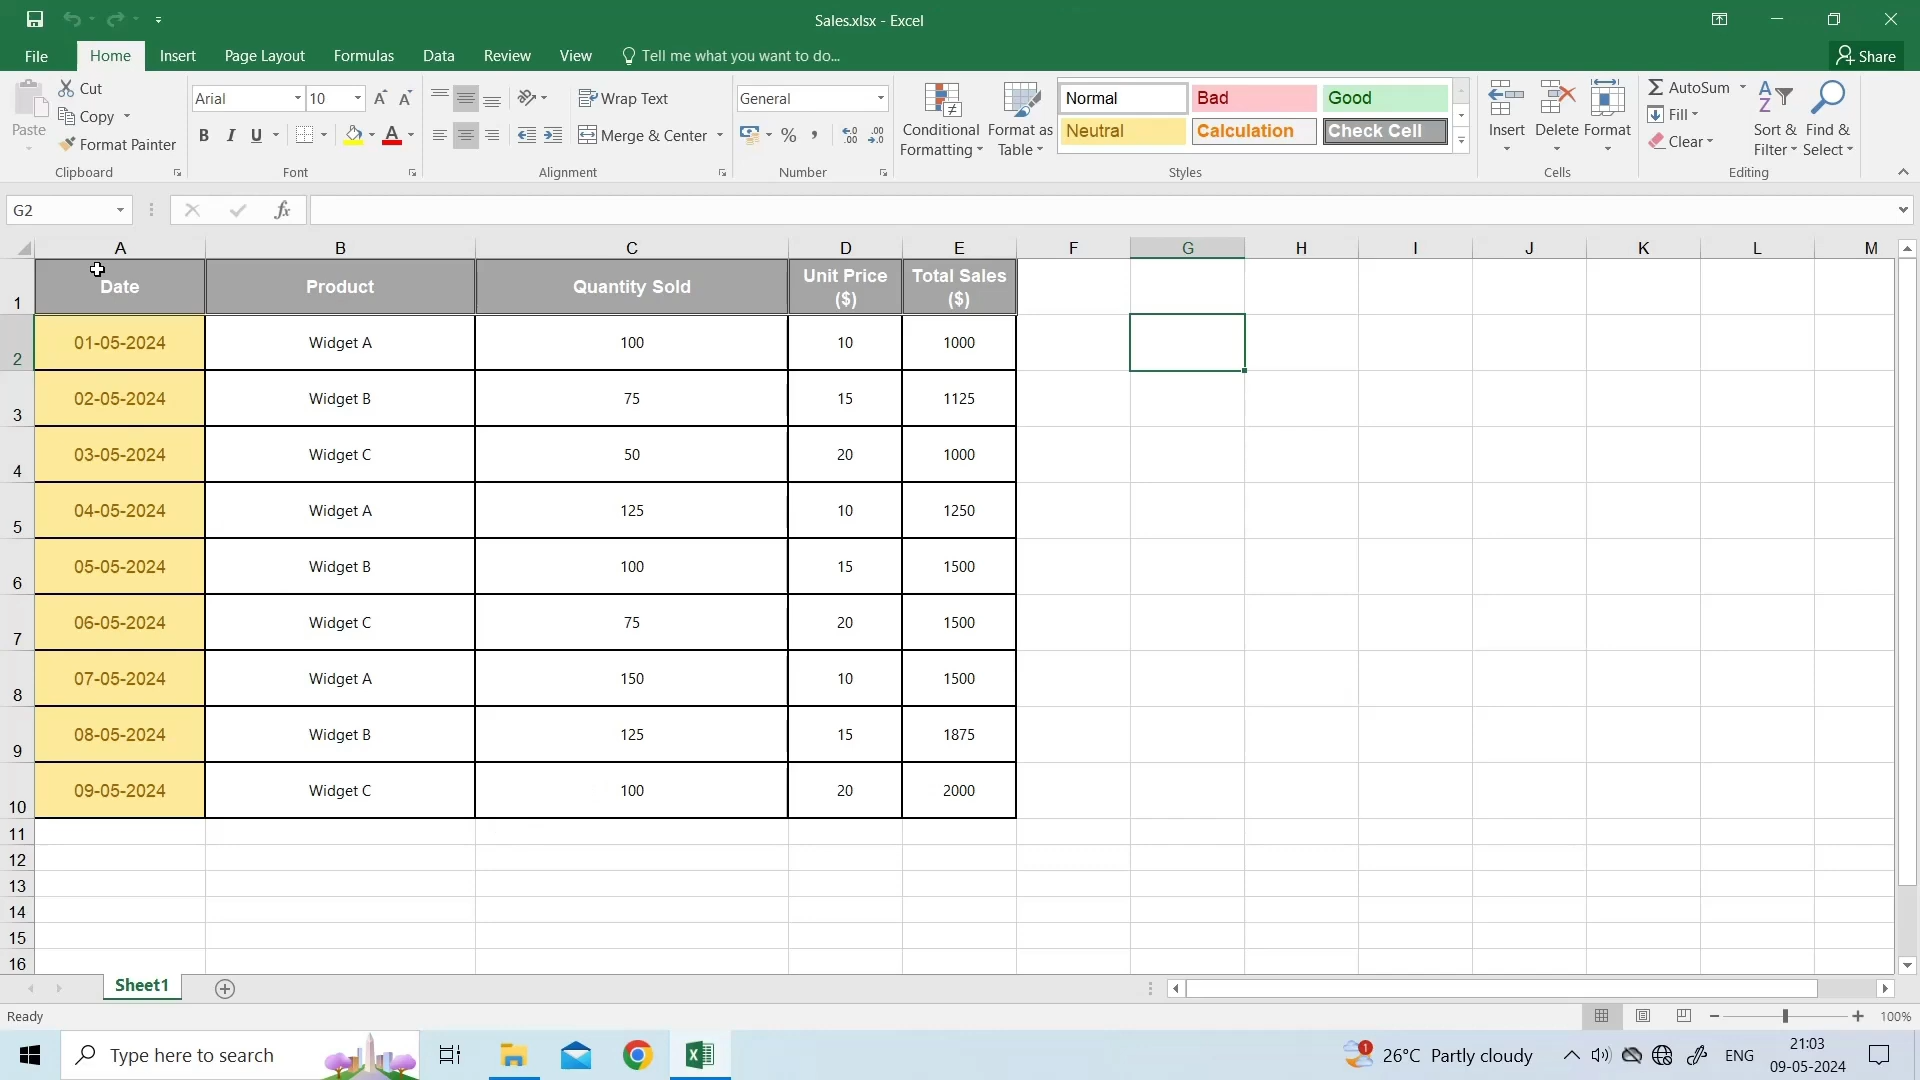 Sales.xlsx - Excel
File Home Insert Page Layout Formulas Data Review View Tell me what you want to do... Share
Paste
Cut
Copy
Format Painter
Clipboard
Arial 10
B I U
Font
Wrap Text
Merge & Center
Alignment
General
%
Number
Conditional Formatting
Format as Table
Normal Bad Good
Neutral Calculation Check Cell
Styles
Insert Delete Format
Cells
AutoSum
Fill
Clear
Sort & Filter
Find & Select
Editing
G2 fx
A B C D E F G H I J K L M
1 Date Product Quantity Sold Unit Price ($) Total Sales ($)
2 01-05-2024 Widget A 100 10 1000
3 02-05-2024 Widget B 75 15 1125
4 03-05-2024 Widget C 50 20 1000
5 04-05-2024 Widget A 125 10 1250
6 05-05-2024 Widget B 100 15 1500
7 06-05-2024 Widget C 75 20 1500
8 07-05-2024 Widget A 150 10 1500
9 08-05-2024 Widget B 125 15 1875
10 09-05-2024 Widget C 100 20 2000
11
12
13
14
15
16
Sheet1
Ready 100%
Type here to search 1 26°C Partly cloudy ENG 21:03
09-05-2024